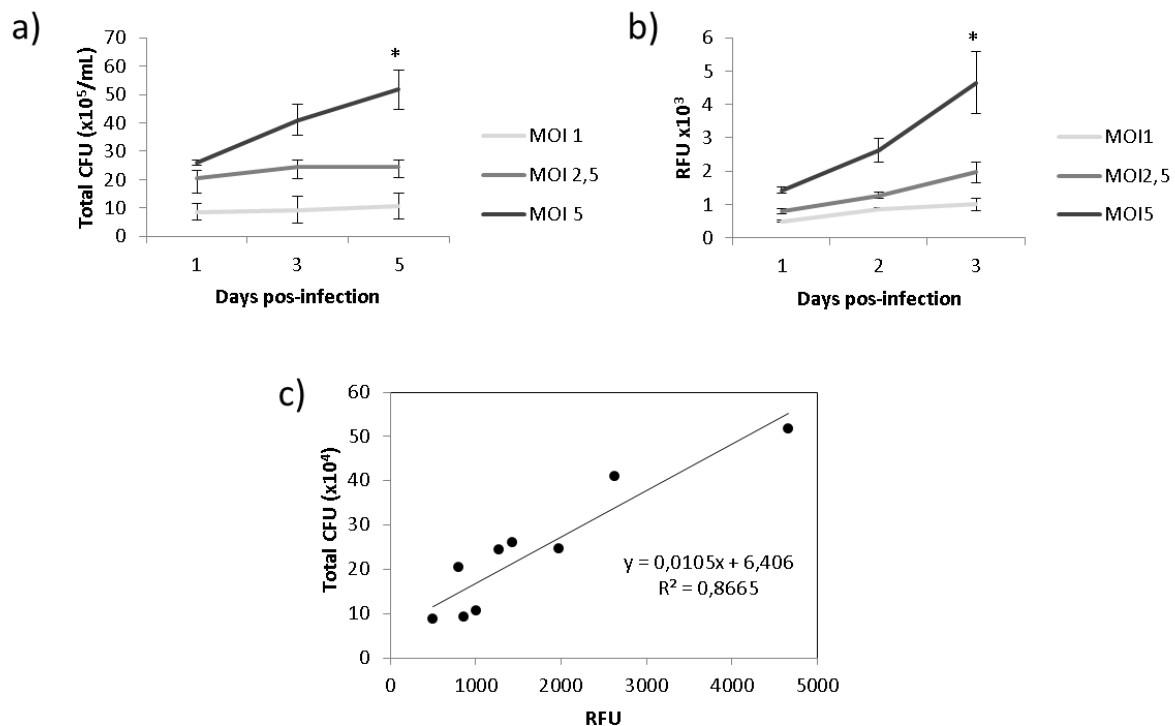 a)
Total CFU (x10⁵/mL)
70
60
50
40
30
20
10
0
*
1 3 5
Days pos-infection
MOI 1
MOI 2,5
MOI 5
b)
RFU x10³
6
5
4
3
2
1
0
*
1 2 3
Days pos-infection
MOI1
MOI2,5
MOI5
c)
Total CFU (x10⁴)
60
50
40
30
20
10
0
y = 0,0105x + 6,406
R² = 0,8665
0 1000 2000 3000 4000 5000
RFU